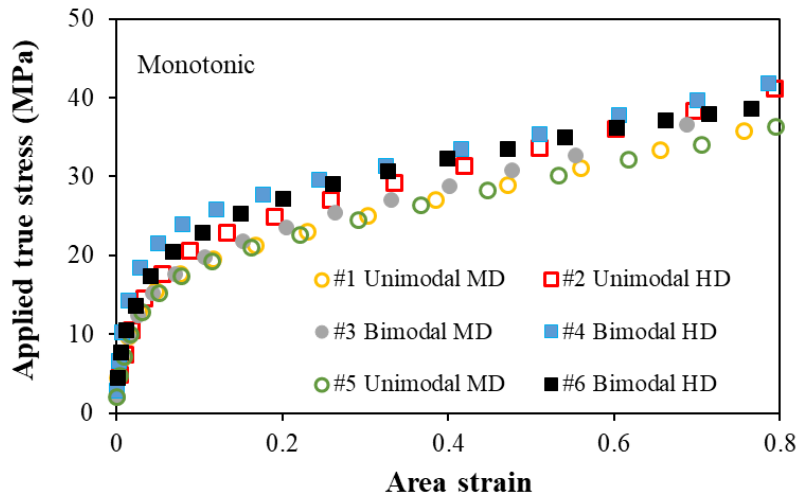 Applied true stress (MPa)
50
40
30
20
10
0
Monotonic
#1 Unimodal MD
#2 Unimodal HD
#3 Bimodal MD
#4 Bimodal HD
#5 Unimodal MD
#6 Bimodal HD
0 0.2 0.4 0.6 0.8
Area strain